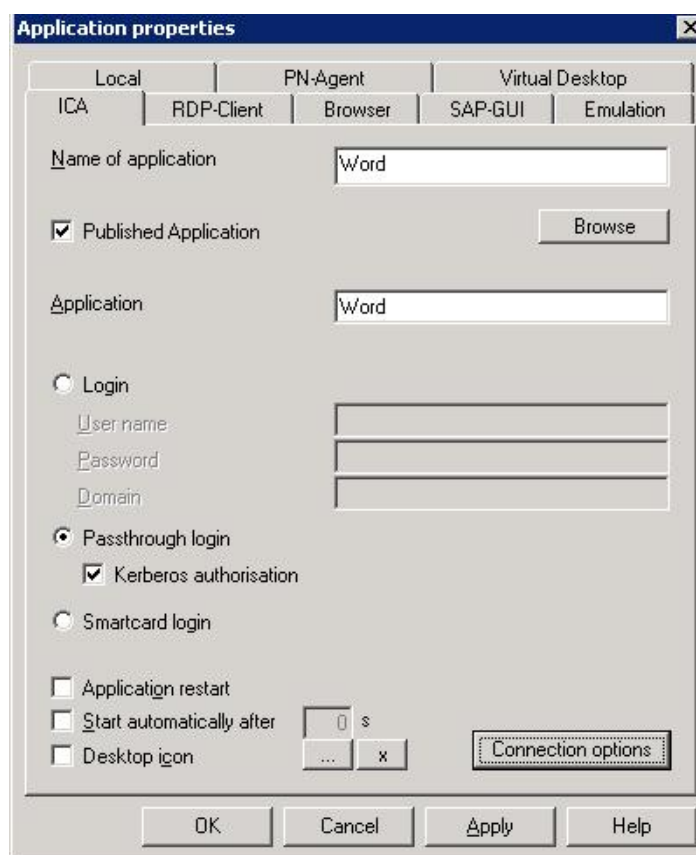 Application properties
Local PN-Agent Virtual Desktop
ICA RDP-Client Browser SAP-GUI Emulation
Name of application Word
Published Application Browse
Application Word
Login
User name
Password
Domain
Passthrough login
Kerberos authorisation
Smartcard login
Application restart
Start automatically after 0 s
Desktop icon ... x Connection options
OK Cancel Apply Help